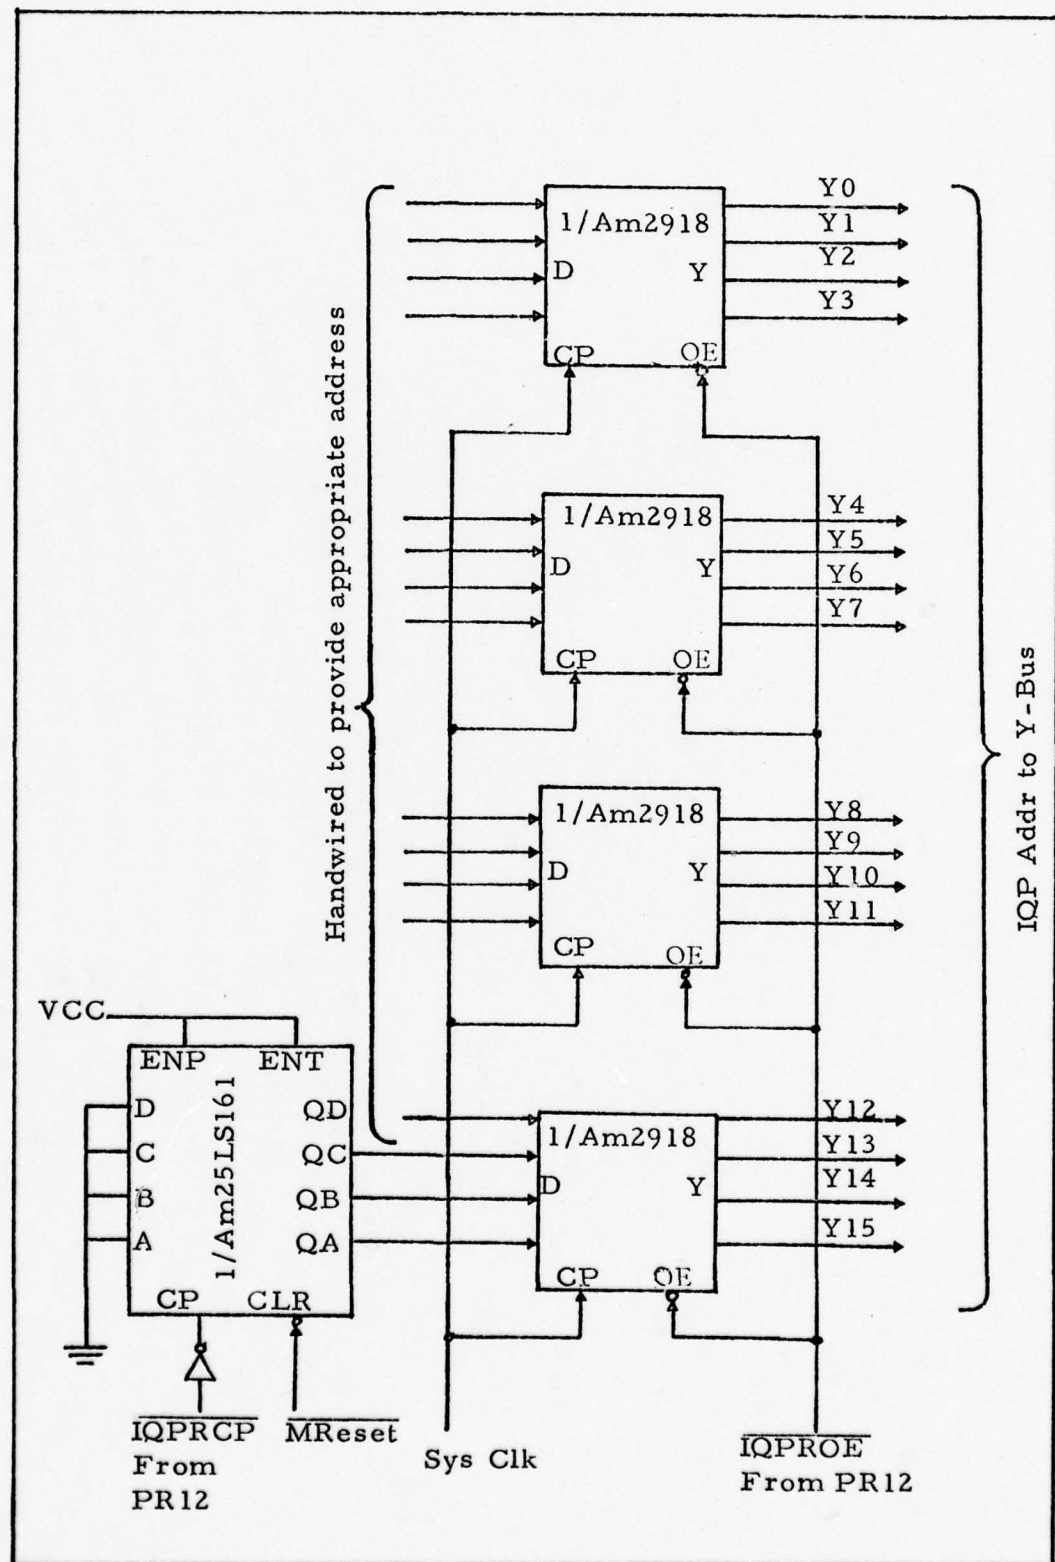 Y0
1/Am2918
Y1
Y2
D
Y
Y3
CP
OE
Handwired to provide appropriate address
1/Am2918
Y4
Y5
D
Y
Y6
Y7
CP
OE
IQP Addr to Y-Bus
1/Am2918
Y8
Y9
D
Y
Y10
Y11
CP
OE
VCC
ENP
ENT
1/Am25LS161
D
QD
C
QC
B
QB
A
QA
CP
CLR
1/Am2918
Y12
Y13
D
Y
Y14
Y15
CP
OE
IQPRCP
From
PR12
MReset
Sys Clk
IQPROE
From PR12